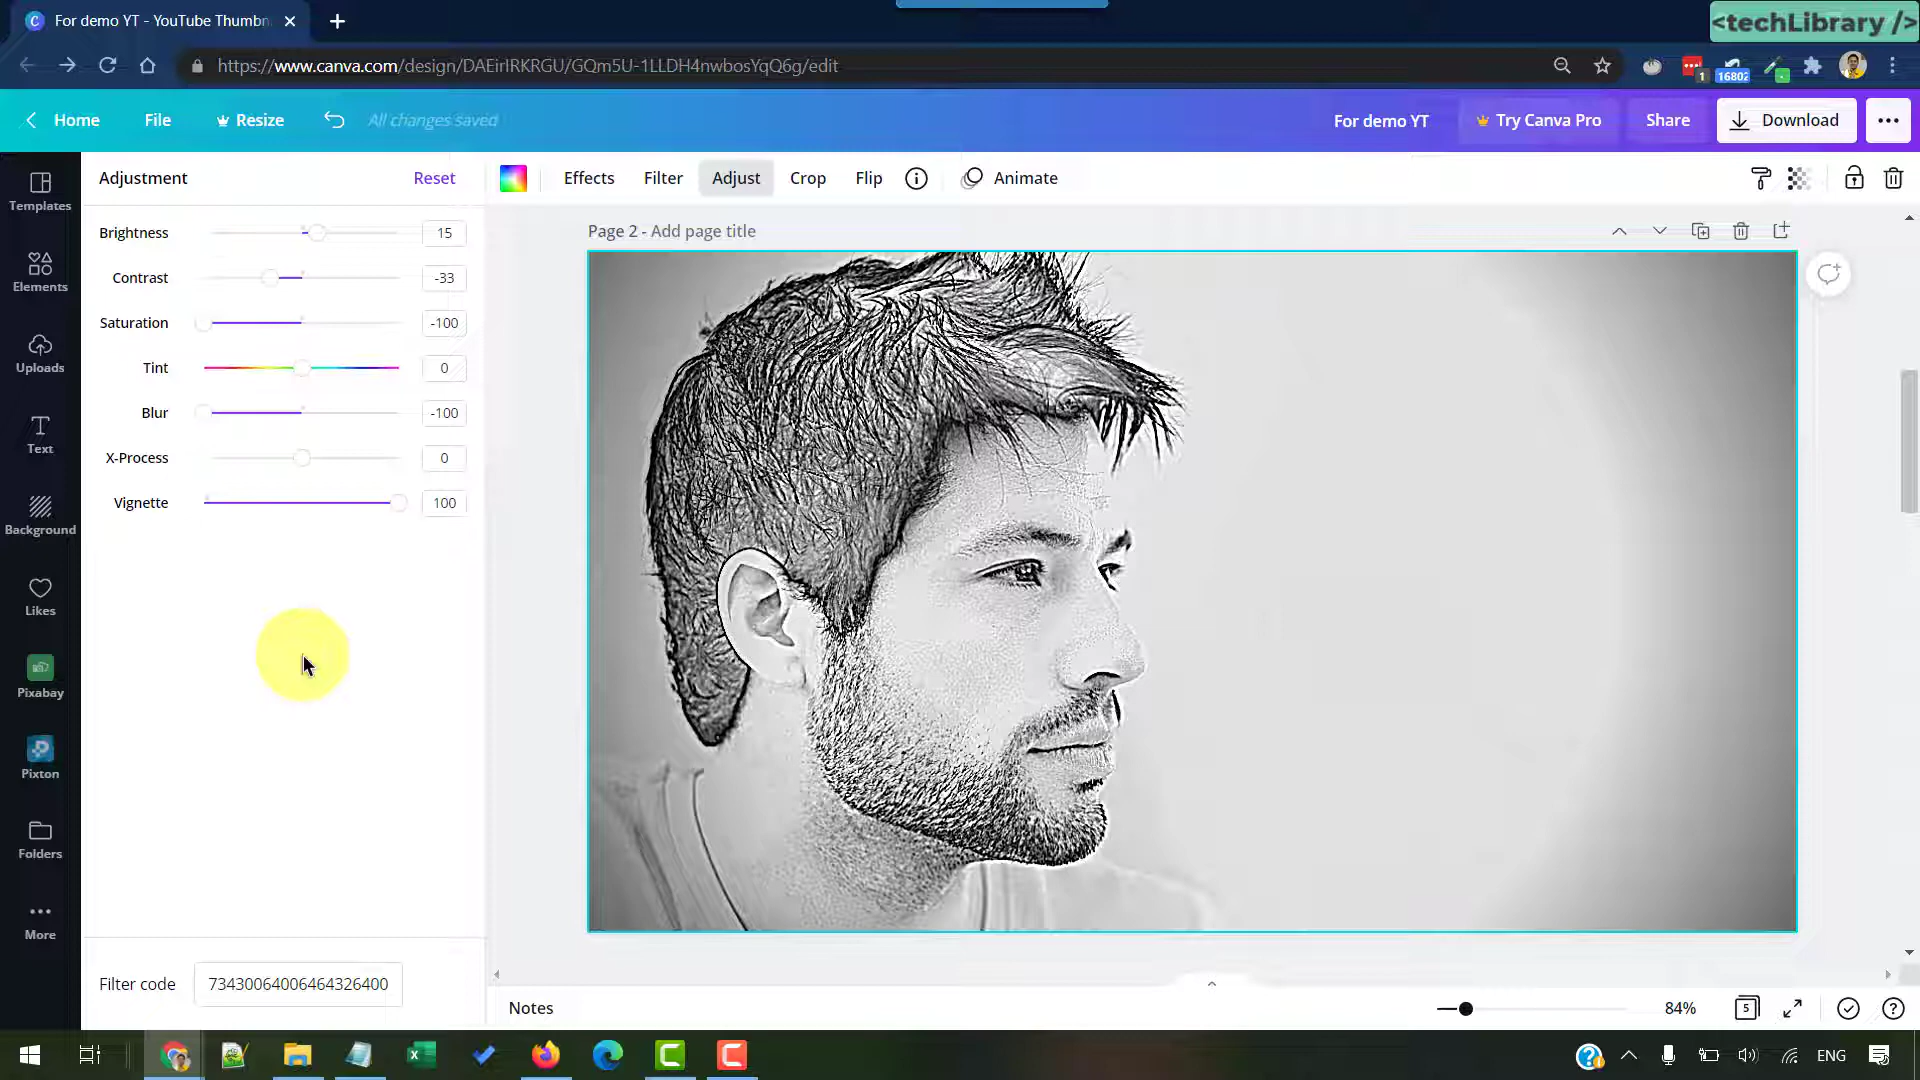 For demo YT - YouTube Thumbn
<techLibrary />
https://www.canva.com/design/DAEirIRKRGU/GQm5U-1LLDH4nwbosYqQ6g/edit
1
16802
Home
File
Resize
All changes saved
For demo YT
Try Canva Pro
Share
Download
Templates
Elements
Uploads
Text
Background
Likes
Pixabay
Pixton
Folders
More
Adjustment
Reset
Brightness 15
Contrast -33
Saturation -100
Tint 0
Blur -100
X-Process 0
Vignette 100
Filter code 73430064006464326400
Effects
Filter
Adjust
Crop
Flip
Animate
Page 2 - Add page title
Notes
84%
5
ENG